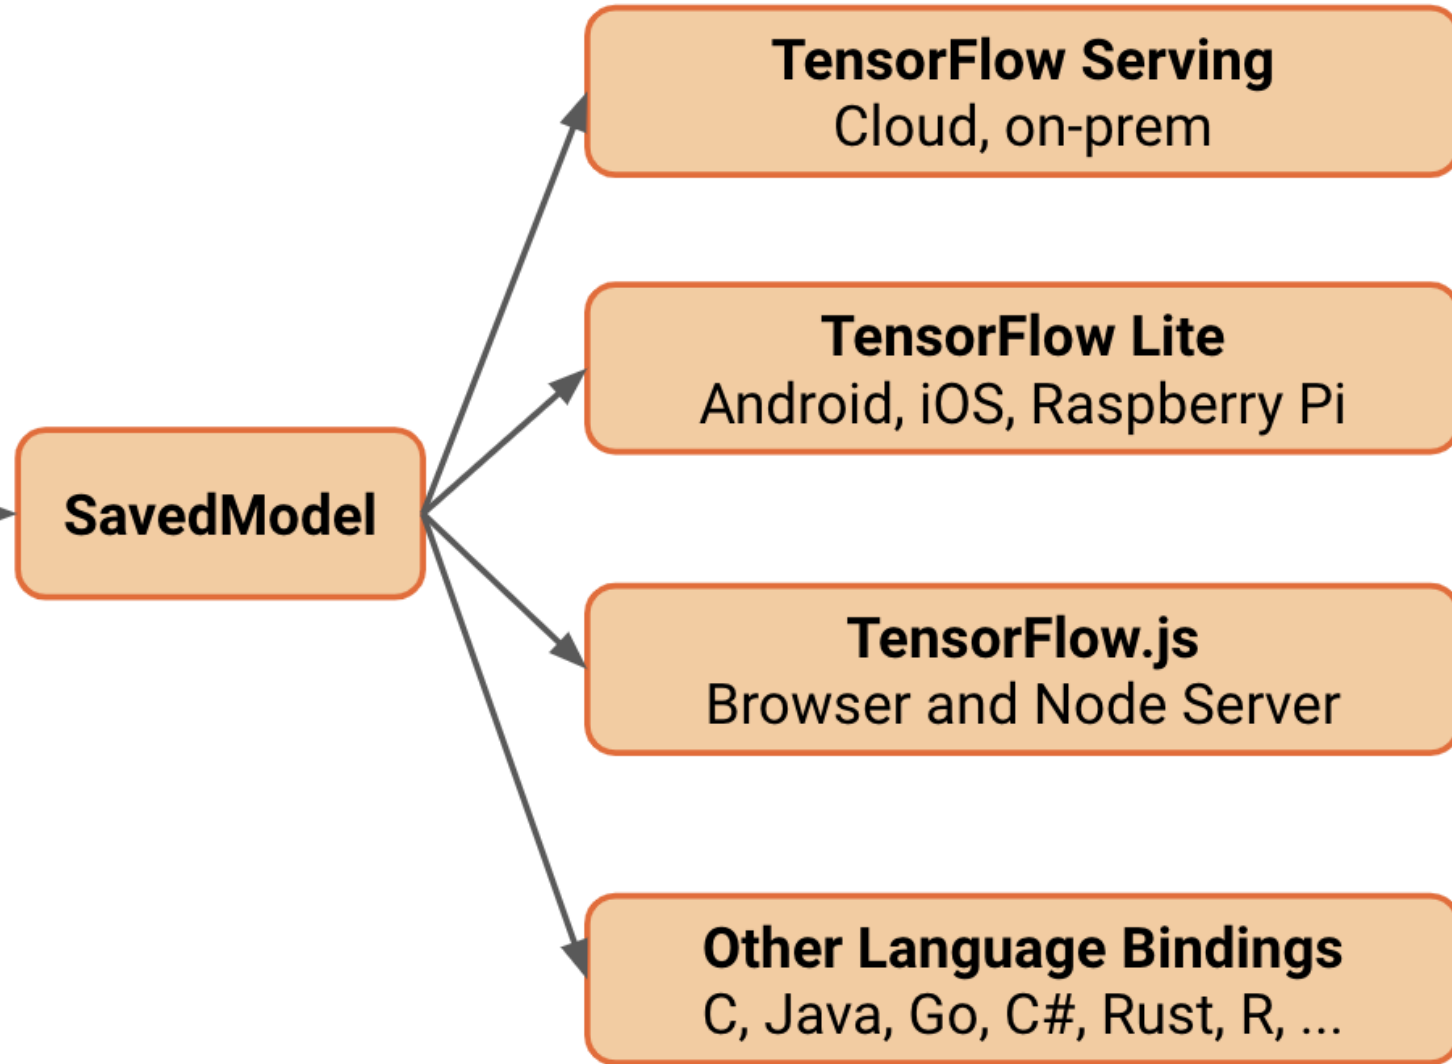 TensorFlow Serving
Cloud, on-prem
TensorFlow Lite
Android, iOS, Raspberry Pi
SavedModel
TensorFlow.js
Browser and Node Server
Other Language Bindings
C, Java, Go, C#, Rust, R, ...